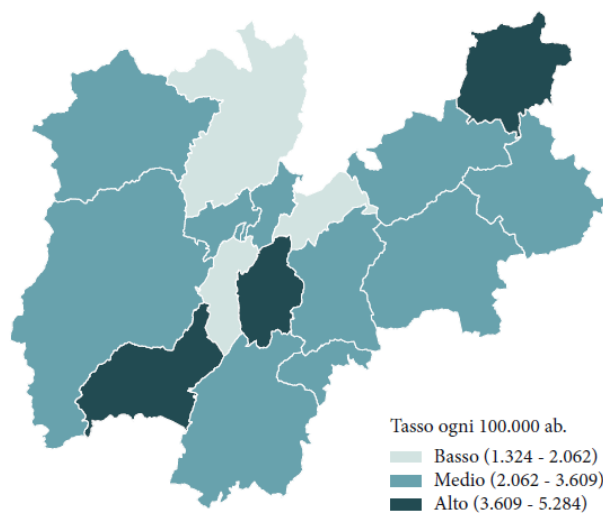 Tasso ogni 100.000 ab.
Basso (1.324 - 2.062)
Medio (2.062 - 3.609)
Alto (3.609 - 5.284)